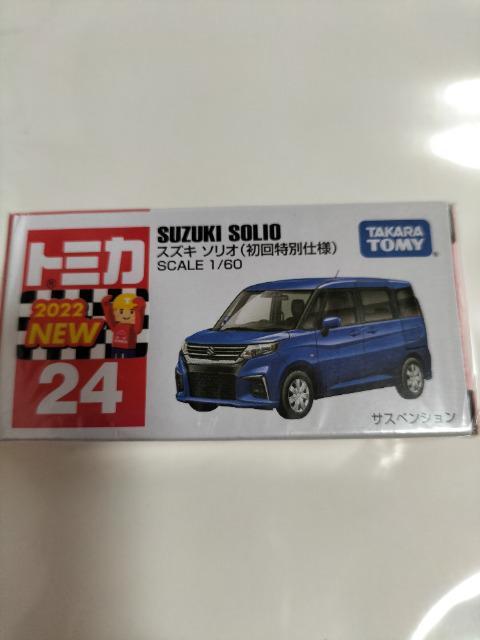 トミカ
®
2022
NEW
24
SUZUKI SOLIO
スズキ ソリオ(初回特別仕様)
SCALE 1/60
TAKARA
TOMY
サスペンション